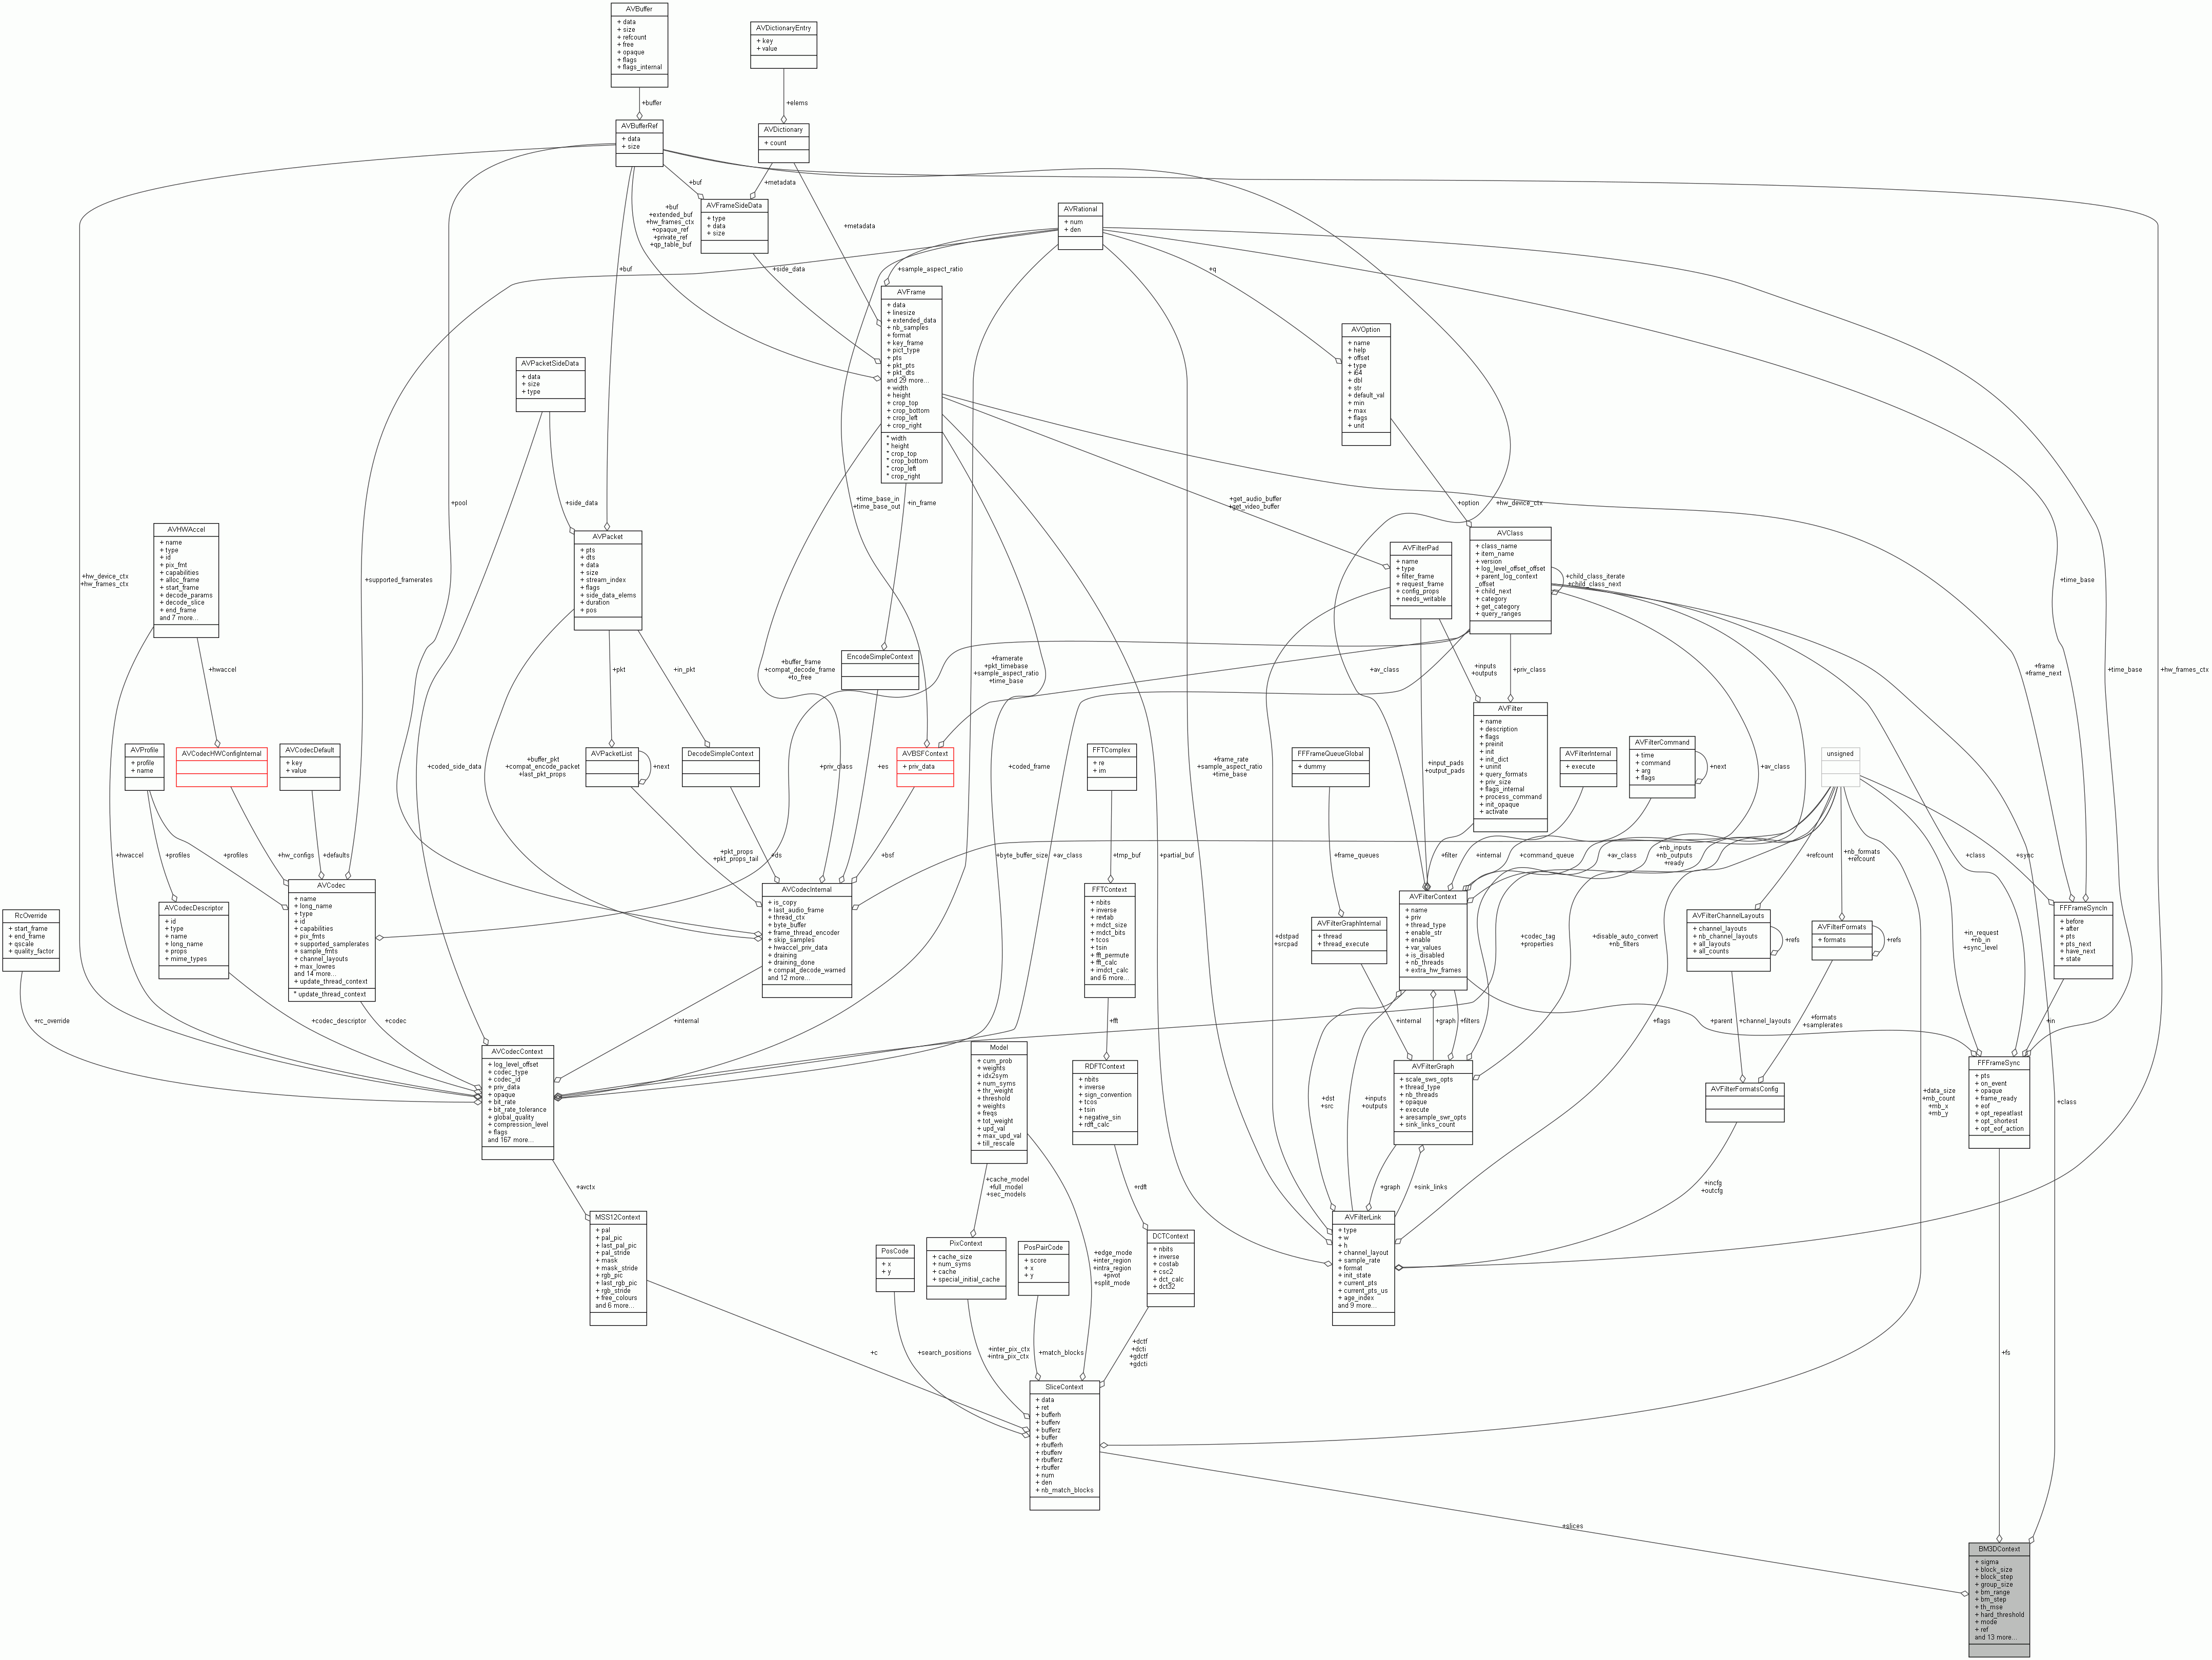 AVBuffer
+ data
+ size
+ refcount
+ free
+ opaque
+ flags
+ flags_internal
AVDictionaryEntry
+ key
+ value
+buffer
+elems
AVBufferRef
+ data
+ size
AVDictionary
+ count
+buf
+metadata
AVFrameSideData
+ type
+ data
+ size
+buf
+extended_buf
+hw_frames_ctx
+opaque_ref
+private_ref
+qp_table_buf
+metadata
AVRational
+ num
+ den
+buf
+side_data
+sample_aspect_ratio
+q
AVFrame
+ data
+ linesize
+ extended_data
+ nb_samples
+ format
+ key_frame
+ pict_type
+ pts
+ pkt_pts
+ pkt_dts
and 29 more...
+ width
+ height
+ crop_top
+ crop_bottom
+ crop_left
+ crop_right
* width
* height
* crop_top
* crop_bottom
* crop_left
* crop_right
AVOption
+ name
+ help
+ offset
+ type
+ i64
+ dbl
+ str
+ default_val
+ min
+ max
+ flags
+ unit
AVPacketSideData
+ data
+ size
+ type
+pool
+side_data
+time_base_in
+time_base_out
+in_frame
+get_audio_buffer
+get_video_buffer
+option
+hw_device_ctx
AVHWAccel
+ name
+ type
+ id
+ pix_fmt
+ capabilities
+ alloc_frame
+ start_frame
+ decode_params
+ decode_slice
+ end_frame
and 7 more...
AVPacket
+ pts
+ dts
+ data
+ size
+ stream_index
+ flags
+ side_data_elems
+ duration
+ pos
AVFilterPad
+ name
+ type
+ filter_frame
+ request_frame
+ config_props
+ needs_writable
AVClass
+ class_name
+ item_name
+ version
+ log_level_offset_offset
+ parent_log_context
_offset
+ child_next
+ category
+ get_category
+ query_ranges
+child_class_iterate
+child_class_next
+hw_device_ctx
+hw_frames_ctx
+supported_framerates
+time_base
+hwaccel
+pkt
+in_pkt
EncodeSimpleContext
+buffer_frame
+compat_decode_frame
+to_free
+framerate
+pkt_timebase
+sample_aspect_ratio
+time_base
+av_class
+inputs
+outputs
+priv_class
+frame
+frame_next
+time_base
+hw_frames_ctx
AVFilter
+ name
+ description
+ flags
+ preinit
+ init
+ init_dict
+ uninit
+ query_formats
+ priv_size
+ flags_internal
+ process_command
+ init_opaque
+ activate
AVProfile
+ profile
+ name
AVCodecHWConfigInternal
AVCodecDefault
+ key
+ value
+coded_side_data
+buffer_pkt
+compat_encode_packet
+last_pkt_props
AVPacketList
+next
DecodeSimpleContext
+priv_class
+es
AVBSFContext
+ priv_data
+coded_frame
FFTComplex
+ re
+ im
+frame_rate
+sample_aspect_ratio
+time_base
FFFrameQueueGlobal
+ dummy
+input_pads
+output_pads
AVFilterInternal
+ execute
AVFilterCommand
+ time
+ command
+ arg
+ flags
+next
+av_class
unsigned
+profiles
+profiles
+hw_configs
+defaults
+pkt_props
+pkt_props_tail
+ds
+bsf
+byte_buffer_size
+av_class
+tmp_buf
+partial_buf
+frame_queues
+filter
+internal
+command_queue
+av_class
+nb_inputs
+nb_outputs
+ready
+refcount
+nb_formats
+refcount
+class
+sync
RcOverride
+ start_frame
+ end_frame
+ qscale
+ quality_factor
AVCodecDescriptor
+ id
+ type
+ name
+ long_name
+ props
+ mime_types
AVCodec
+ name
+ long_name
+ type
+ id
+ capabilities
+ pix_fmts
+ supported_samplerates
+ sample_fmts
+ channel_layouts
+ max_lowres
and 14 more...
+ update_thread_context
* update_thread_context
AVCodecInternal
+ is_copy
+ last_audio_frame
+ thread_ctx
+ byte_buffer
+ frame_thread_encoder
+ skip_samples
+ hwaccel_priv_data
+ draining
+ draining_done
+ compat_decode_warned
and 12 more...
FFTContext
+ nbits
+ inverse
+ revtab
+ mdct_size
+ mdct_bits
+ tcos
+ tsin
+ fft_permute
+ fft_calc
+ imdct_calc
and 6 more...
+dstpad
+srcpad
AVFilterGraphInternal
+ thread
+ thread_execute
AVFilterContext
+ name
+ priv
+ thread_type
+ enable_str
+ enable
+ var_values
+ is_disabled
+ nb_threads
+ extra_hw_frames
+codec_tag
+properties
+disable_auto_convert
+nb_filters
AVFilterChannelLayouts
+ channel_layouts
+ nb_channel_layouts
+ all_layouts
+ all_counts
+refs
AVFilterFormats
+ formats
+refs
+in_request
+nb_in
+sync_level
FFFrameSyncIn
+ before
+ after
+ pts
+ pts_next
+ have_next
+ state
+rc_override
+codec_descriptor
+codec
+internal
+fft
+internal
+graph
+filters
+flags
+parent
+channel_layouts
+formats
+samplerates
+in
AVCodecContext
+ log_level_offset
+ codec_type
+ codec_id
+ priv_data
+ opaque
+ bit_rate
+ bit_rate_tolerance
+ global_quality
+ compression_level
+ flags
and 167 more...
Model
+ cum_prob
+ weights
+ idx2sym
+ num_syms
+ thr_weight
+ threshold
+ weights
+ freqs
+ tot_weight
+ upd_val
+ max_upd_val
+ till_rescale
RDFTContext
+ nbits
+ inverse
+ sign_convention
+ tcos
+ tsin
+ negative_sin
+ rdft_calc
+dst
+src
+inputs
+outputs
AVFilterGraph
+ scale_sws_opts
+ thread_type
+ nb_threads
+ opaque
+ execute
+ aresample_swr_opts
+ sink_links_count
AVFilterFormatsConfig
+data_size
+mb_count
+mb_x
+mb_y
FFFrameSync
+ pts
+ on_event
+ opaque
+ frame_ready
+ eof
+ opt_repeatlast
+ opt_shortest
+ opt_eof_action
+class
+avctx
+cache_model
+full_model
+sec_models
+rdft
+graph
+sink_links
+incfg
+outcfg
MSS12Context
+ pal
+ pal_pic
+ last_pal_pic
+ pal_stride
+ mask
+ mask_stride
+ rgb_pic
+ last_rgb_pic
+ rgb_stride
+ free_colours
and 6 more...
PosCode
+ x
+ y
PixContext
+ cache_size
+ num_syms
+ cache
+ special_initial_cache
PosPairCode
+ score
+ x
+ y
+edge_mode
+inter_region
+intra_region
+pivot
+split_mode
DCTContext
+ nbits
+ inverse
+ costab
+ csc2
+ dct_calc
+ dct32
AVFilterLink
+ type
+ w
+ h
+ channel_layout
+ sample_rate
+ format
+ init_state
+ current_pts
+ current_pts_us
+ age_index
and 9 more...
+c
+search_positions
+inter_pix_ctx
+intra_pix_ctx
+match_blocks
+dctf
+dcti
+gdctf
+gdcti
+fs
SliceContext
+ data
+ ret
+ bufferh
+ bufferv
+ bufferz
+ buffer
+ rbufferh
+ rbufferv
+ rbufferz
+ rbuffer
+ num
+ den
+ nb_match_blocks
+slices
BM3DContext
+ sigma
+ block_size
+ block_step
+ group_size
+ bm_range
+ bm_step
+ th_mse
+ hard_threshold
+ mode
+ ref
and 13 more...